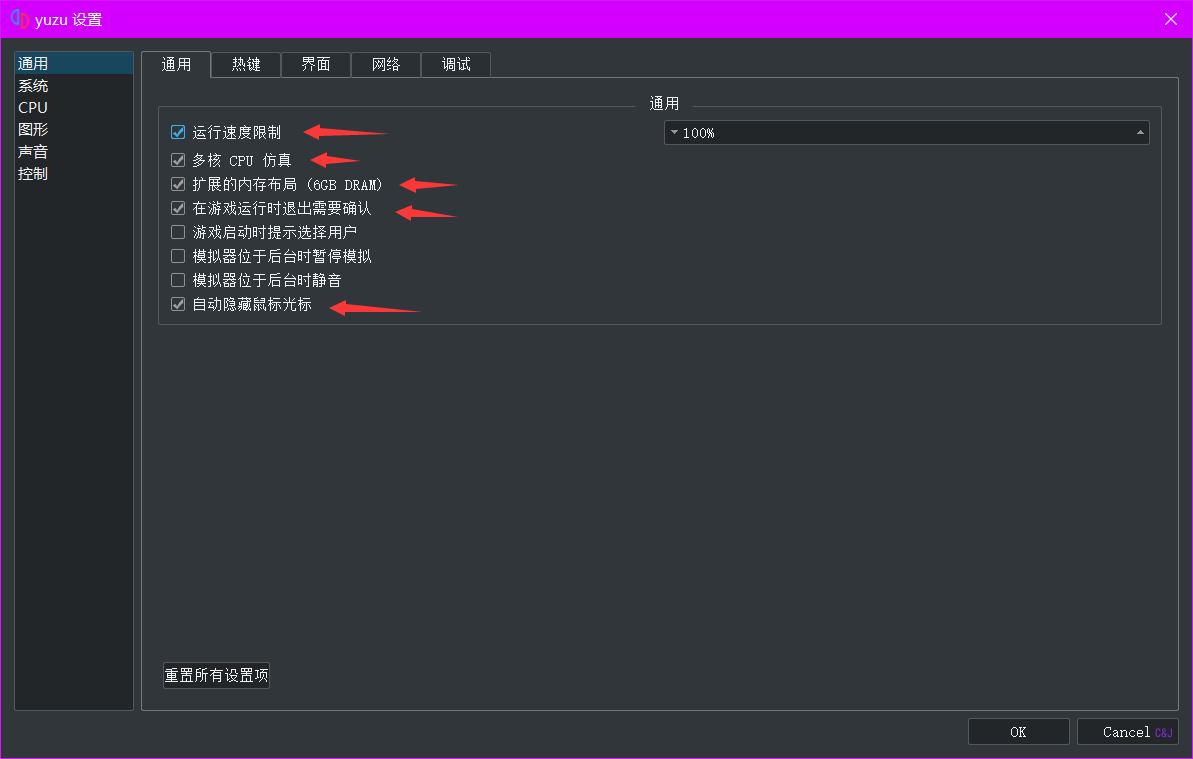 yuzu 设置
通用
系统
CPU
图形
声音
控制
通用 热键 界面 网络 调试
通用
运行速度限制 100%
多核 CPU 仿真
扩展的内存布局 (6GB DRAM)
在游戏运行时退出需要确认
游戏启动时提示选择用户
模拟器位于后台时暂停模拟
模拟器位于后台时静音
自动隐藏鼠标光标
重置所有设置项
OK Cancel C&J